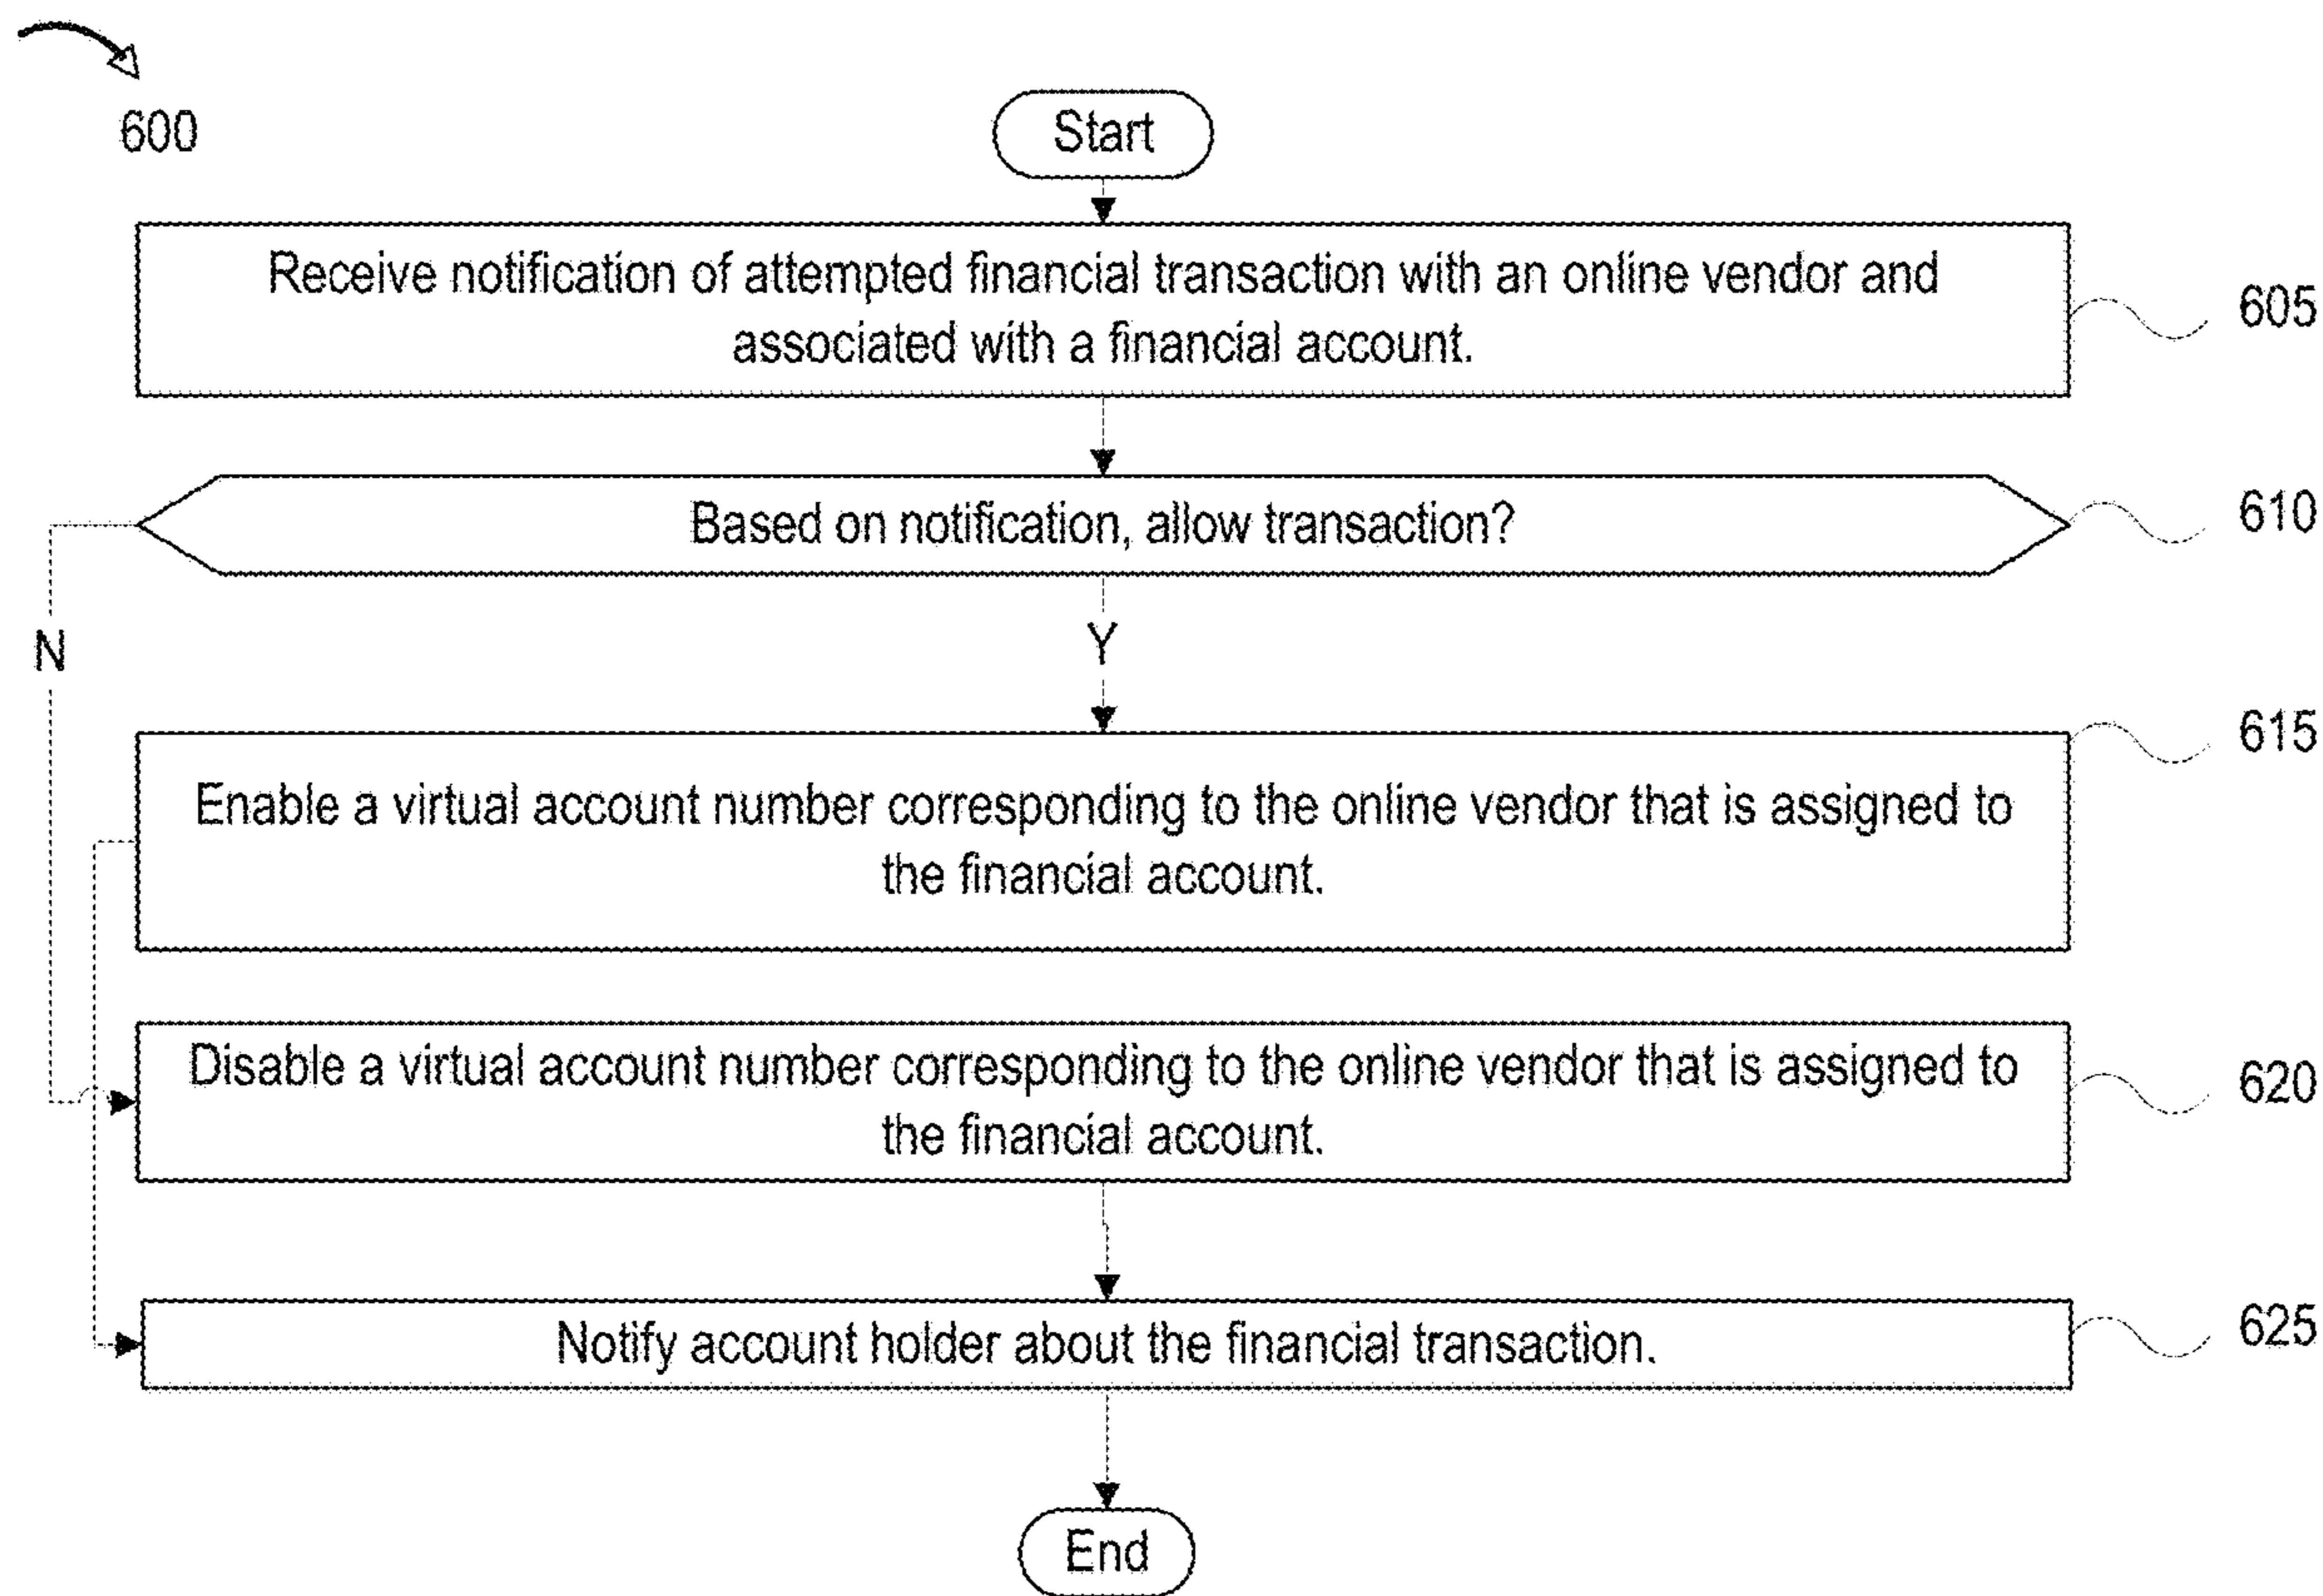 600
Start
Receive notification of attempted financial transaction with an online vendor and
associated with a financial account.
605
Based on notification, allow transaction?
610
N
Y
615
Enable a virtual account number corresponding to the online vendor that is assigned to
the financial account.
Disable a virtual account number corresponding to the online vendor that is assigned to
the financial account.
620
Notify account holder about the financial transaction.
625
End